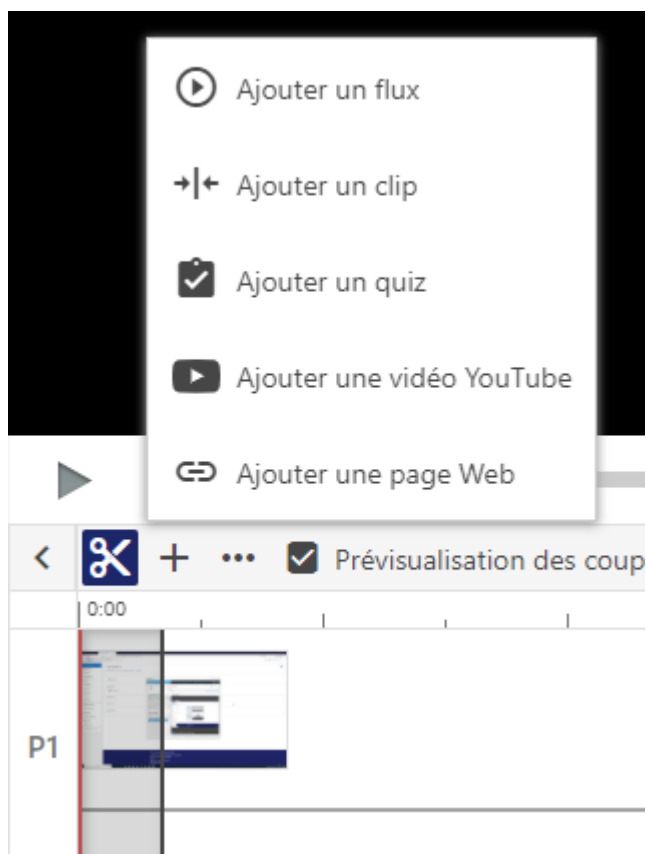 Ajouter un flux
Ajouter un clip
Ajouter un quiz
Ajouter une vidéo YouTube
Ajouter une page Web
Prévisualisation des coup
0:00
P1